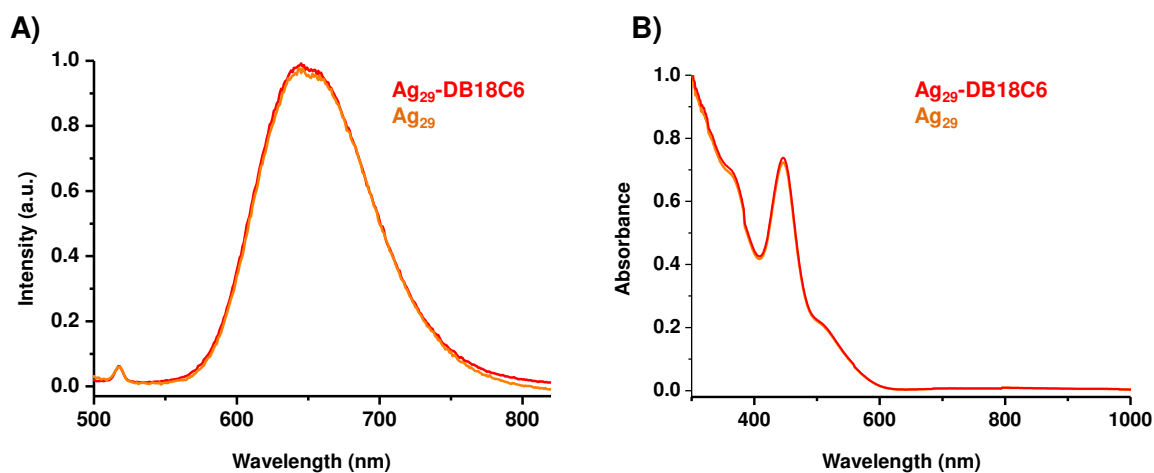 A)
1.0
0.8
0.6
0.4
0.2
0.0
Intensity (a.u.)
Ag₂₉-DB18C6
Ag₂₉
500
600
700
800
Wavelength (nm)
B)
1.0
0.8
0.6
0.4
0.2
0.0
Absorbance
Ag₂₉-DB18C6
Ag₂₉
400
600
800
1000
Wavelength (nm)